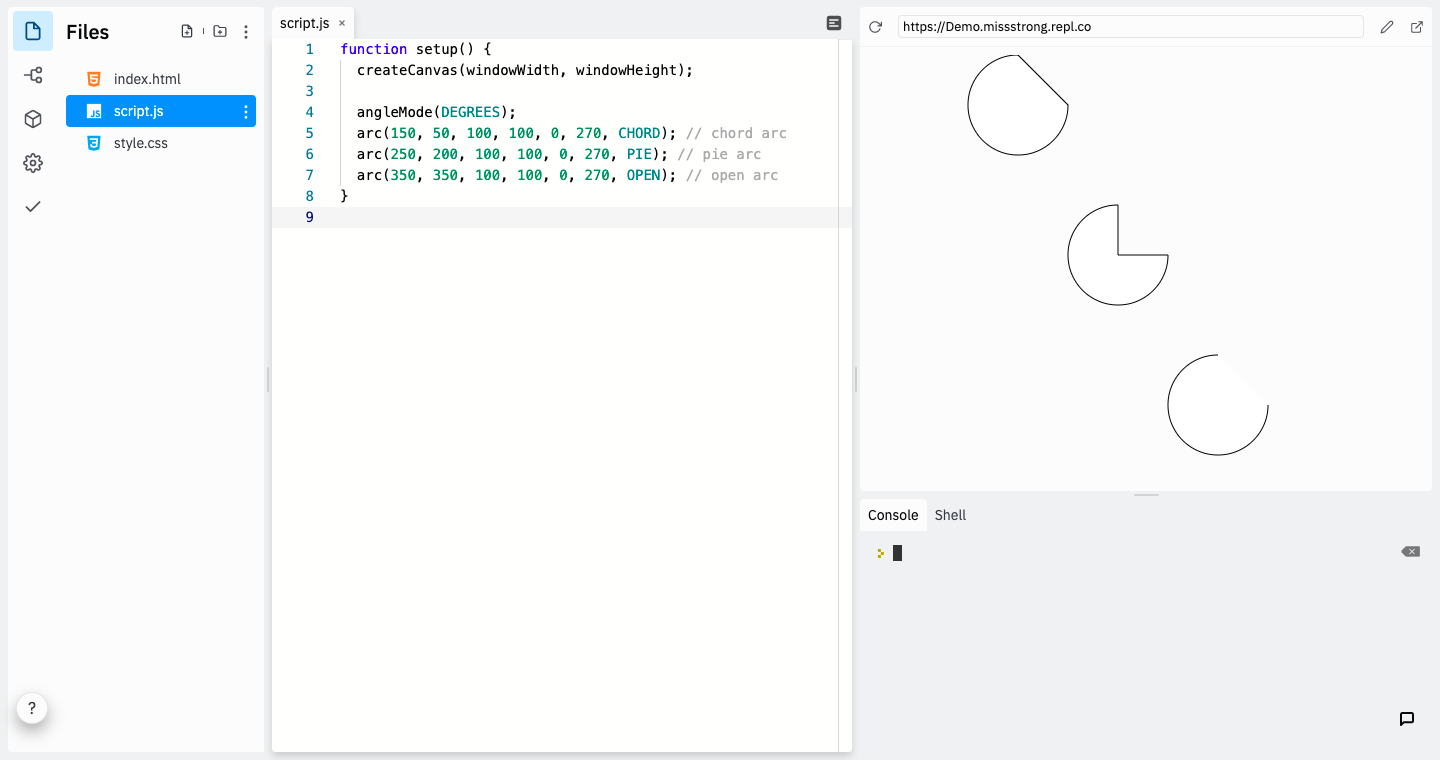 Files
index.html
script.js
style.css
?
script.js ×
1 function setup() {
2 createCanvas(windowWidth, windowHeight);
3
4 angleMode(DEGREES);
5 arc(150, 50, 100, 100, 0, 270, CHORD); // chord arc
6 arc(250, 200, 100, 100, 0, 270, PIE); // pie arc
7 arc(350, 350, 100, 100, 0, 270, OPEN); // open arc
8 }
9
https://Demo.missstrong.repl.co
Console Shell